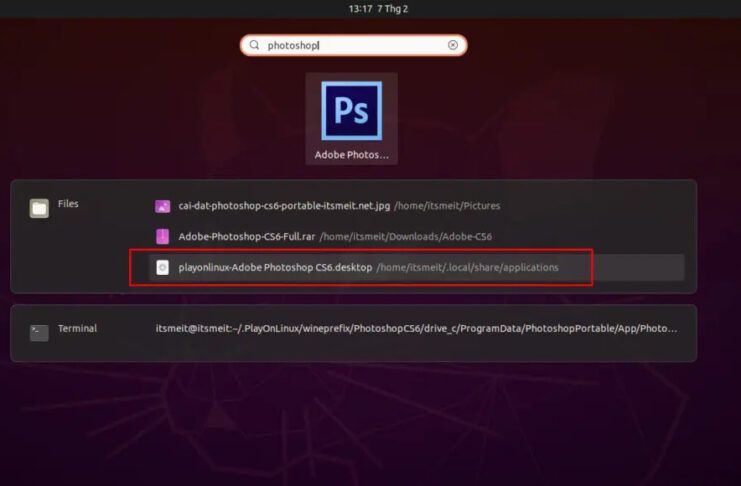 13:17 7 Thg 2
photoshop
Ps
Adobe Photos...
Files
cai-dat-photoshop-cs6-portable-itsmeit.net.jpg /home/itsmeit/Pictures
Adobe-Photoshop-CS6-Full.rar /home/itsmeit/Downloads/Adobe-CS6
playonlinux-Adobe Photoshop CS6.desktop /home/itsmeit/.local/share/applications
Terminal
itsmeit@itsmeit:~/.PlayOnLinux/wineprefix/PhotoshopCS6/drive_c/ProgramData/PhotoshopPortable/App/Photo...